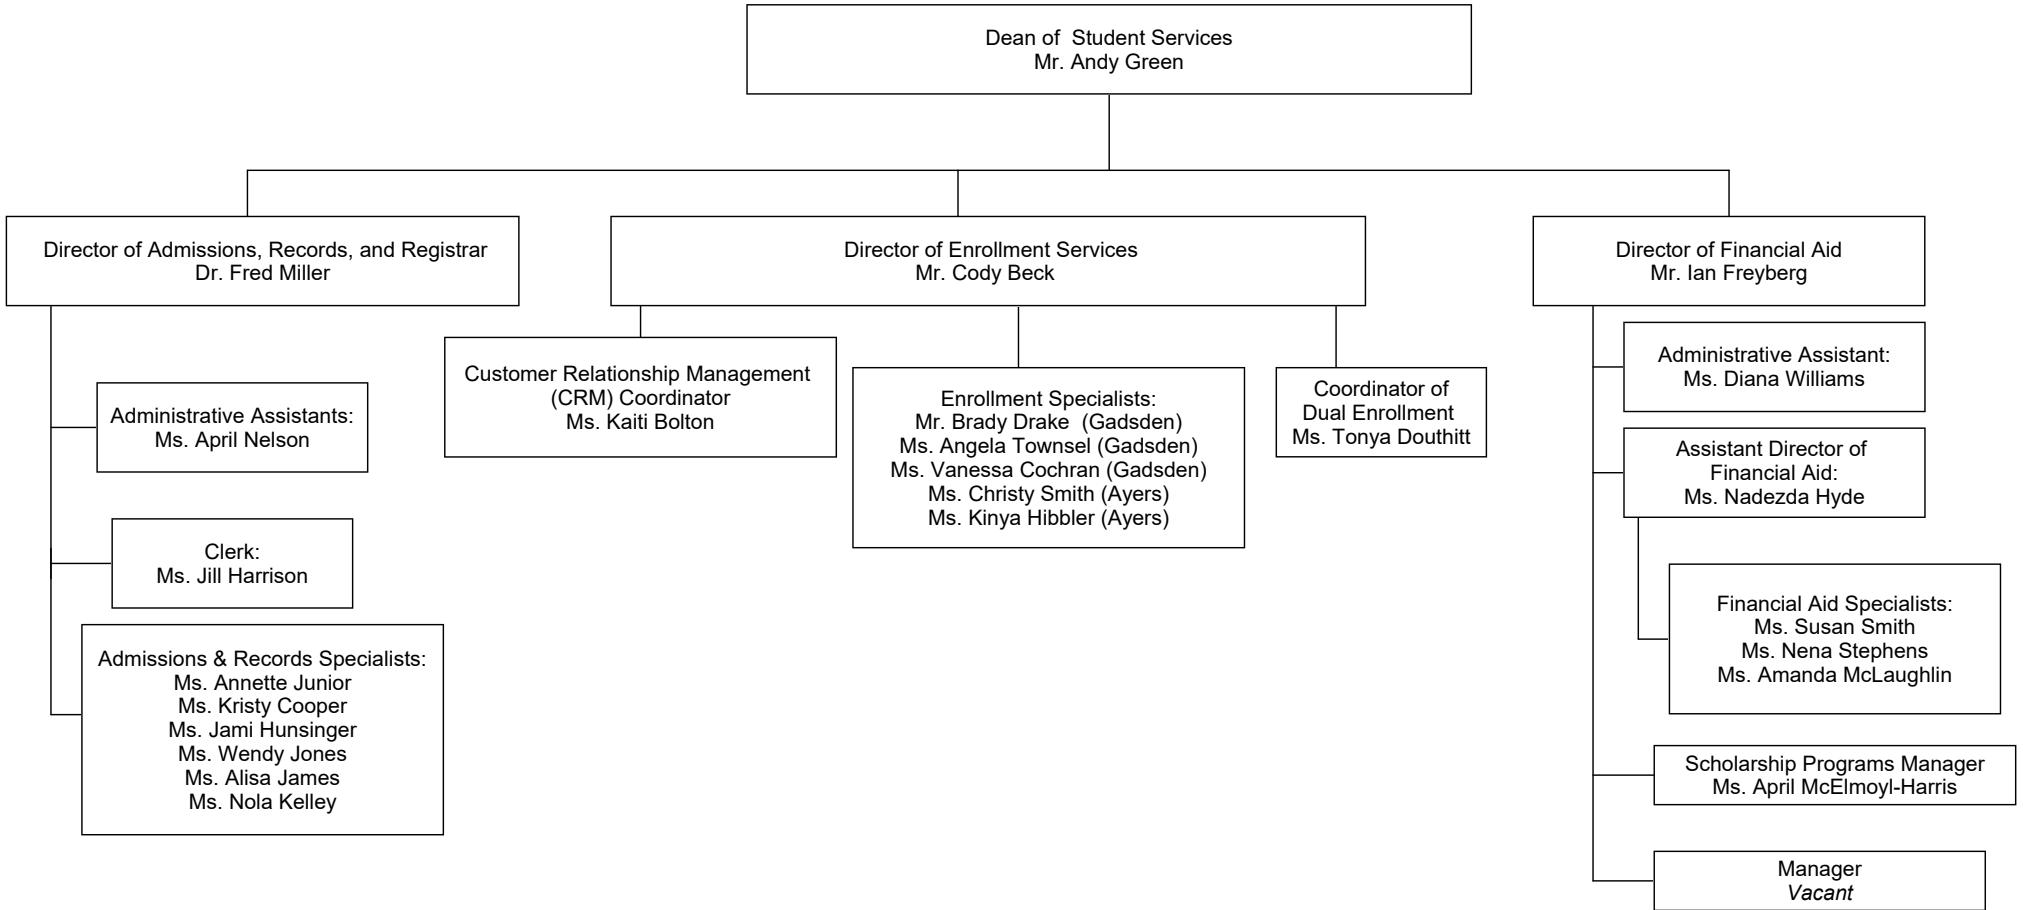 Dean of  Student Services
Mr. Andy Green
Director of Admissions, Records, and Registrar
Dr. Fred Miller
Administrative Assistants:
Ms. April Nelson
Clerk:
Ms. Jill Harrison
Admissions & Records Specialists:
Ms. Annette Junior
Ms. Kristy Cooper
Ms. Jami Hunsinger
Ms. Wendy Jones
Ms. Alisa James
Ms. Nola Kelley
Director of Enrollment Services
Mr. Cody Beck
Customer Relationship Management
(CRM) Coordinator
Ms. Kaiti Bolton
Enrollment Specialists:
Mr. Brady Drake  (Gadsden)
Ms. Angela Townsel (Gadsden)
Ms. Vanessa Cochran (Gadsden)
Ms. Christy Smith (Ayers)
Ms. Kinya Hibbler (Ayers)
Coordinator of
Dual Enrollment
Ms. Tonya Douthitt
Director of Financial Aid
Mr. Ian Freyberg
Administrative Assistant:
Ms. Diana Williams
Assistant Director of
Financial Aid:
Ms. Nadezda Hyde
Financial Aid Specialists:
Ms. Susan Smith
Ms. Nena Stephens
Ms. Amanda McLaughlin
Scholarship Programs Manager
Ms. April McElmoyl-Harris
Manager
Vacant